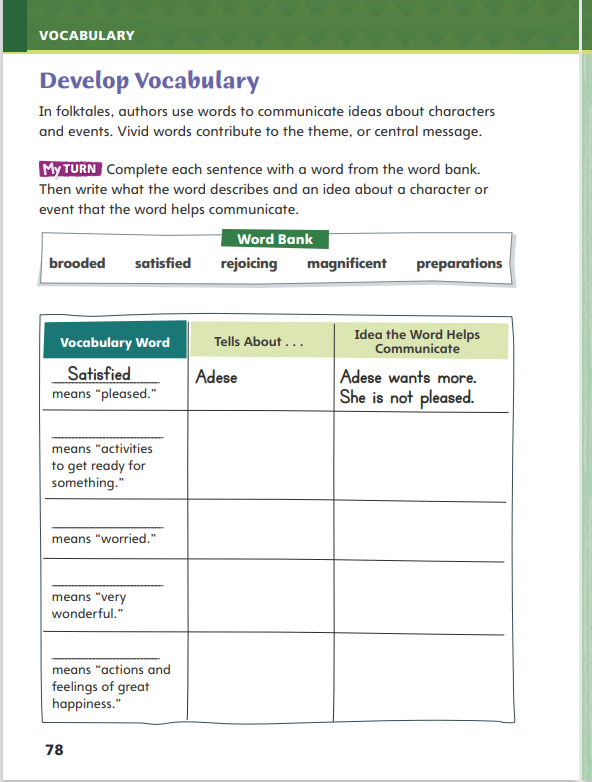 VOCABULARY
Develop Vocabulary
In folktales, authors use words to communicate ideas about characters
and events. Vivid words contribute to the theme, or central message.
My TURN Complete each sentence with a word from the word bank.
Then write what the word describes and an idea about a character or
event that the word helps communicate.
Word Bank
brooded satisfied rejoicing magnificent preparations
Vocabulary Word Tells About . . . Idea the Word Helps
Communicate
Satisfied
means “pleased.”
Adese
Adese wants more.
She is not pleased.
means “activities
to get ready for
something.”
means “worried.”
means “very
wonderful.”
means “actions and
feelings of great
happiness.”
78